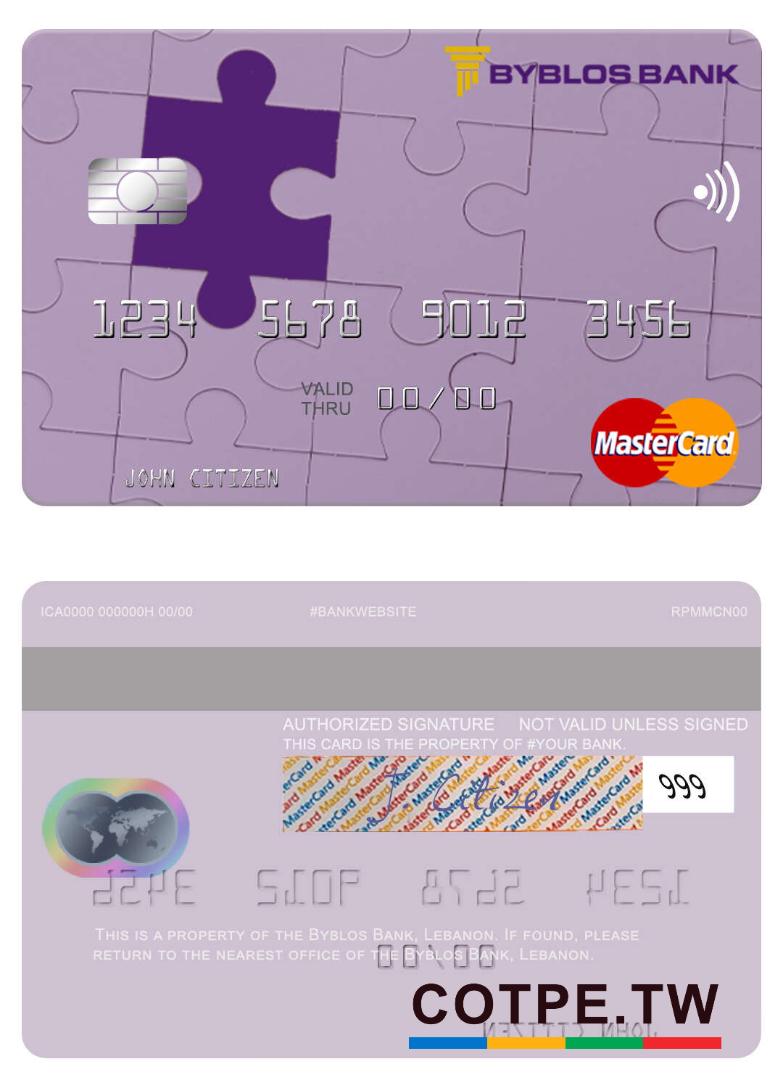 BYBLOS BANK
1234 5678 9012 3456
VALID
THRU 00/00
MasterCard
JOHN CITIZEN
ICA0000 000000H 00/00 #BANKWEBSITE RPMMCN00
AUTHORIZED SIGNATURE NOT VALID UNLESS SIGNED
THIS CARD IS THE PROPERTY OF #YOUR BANK.
J. Citizen 999
THIS IS A PROPERTY OF THE BYBLOS BANK, LEBANON. IF FOUND, PLEASE
RETURN TO THE NEAREST OFFICE OF THE BYBLOS BANK, LEBANON.
COTPE.TW